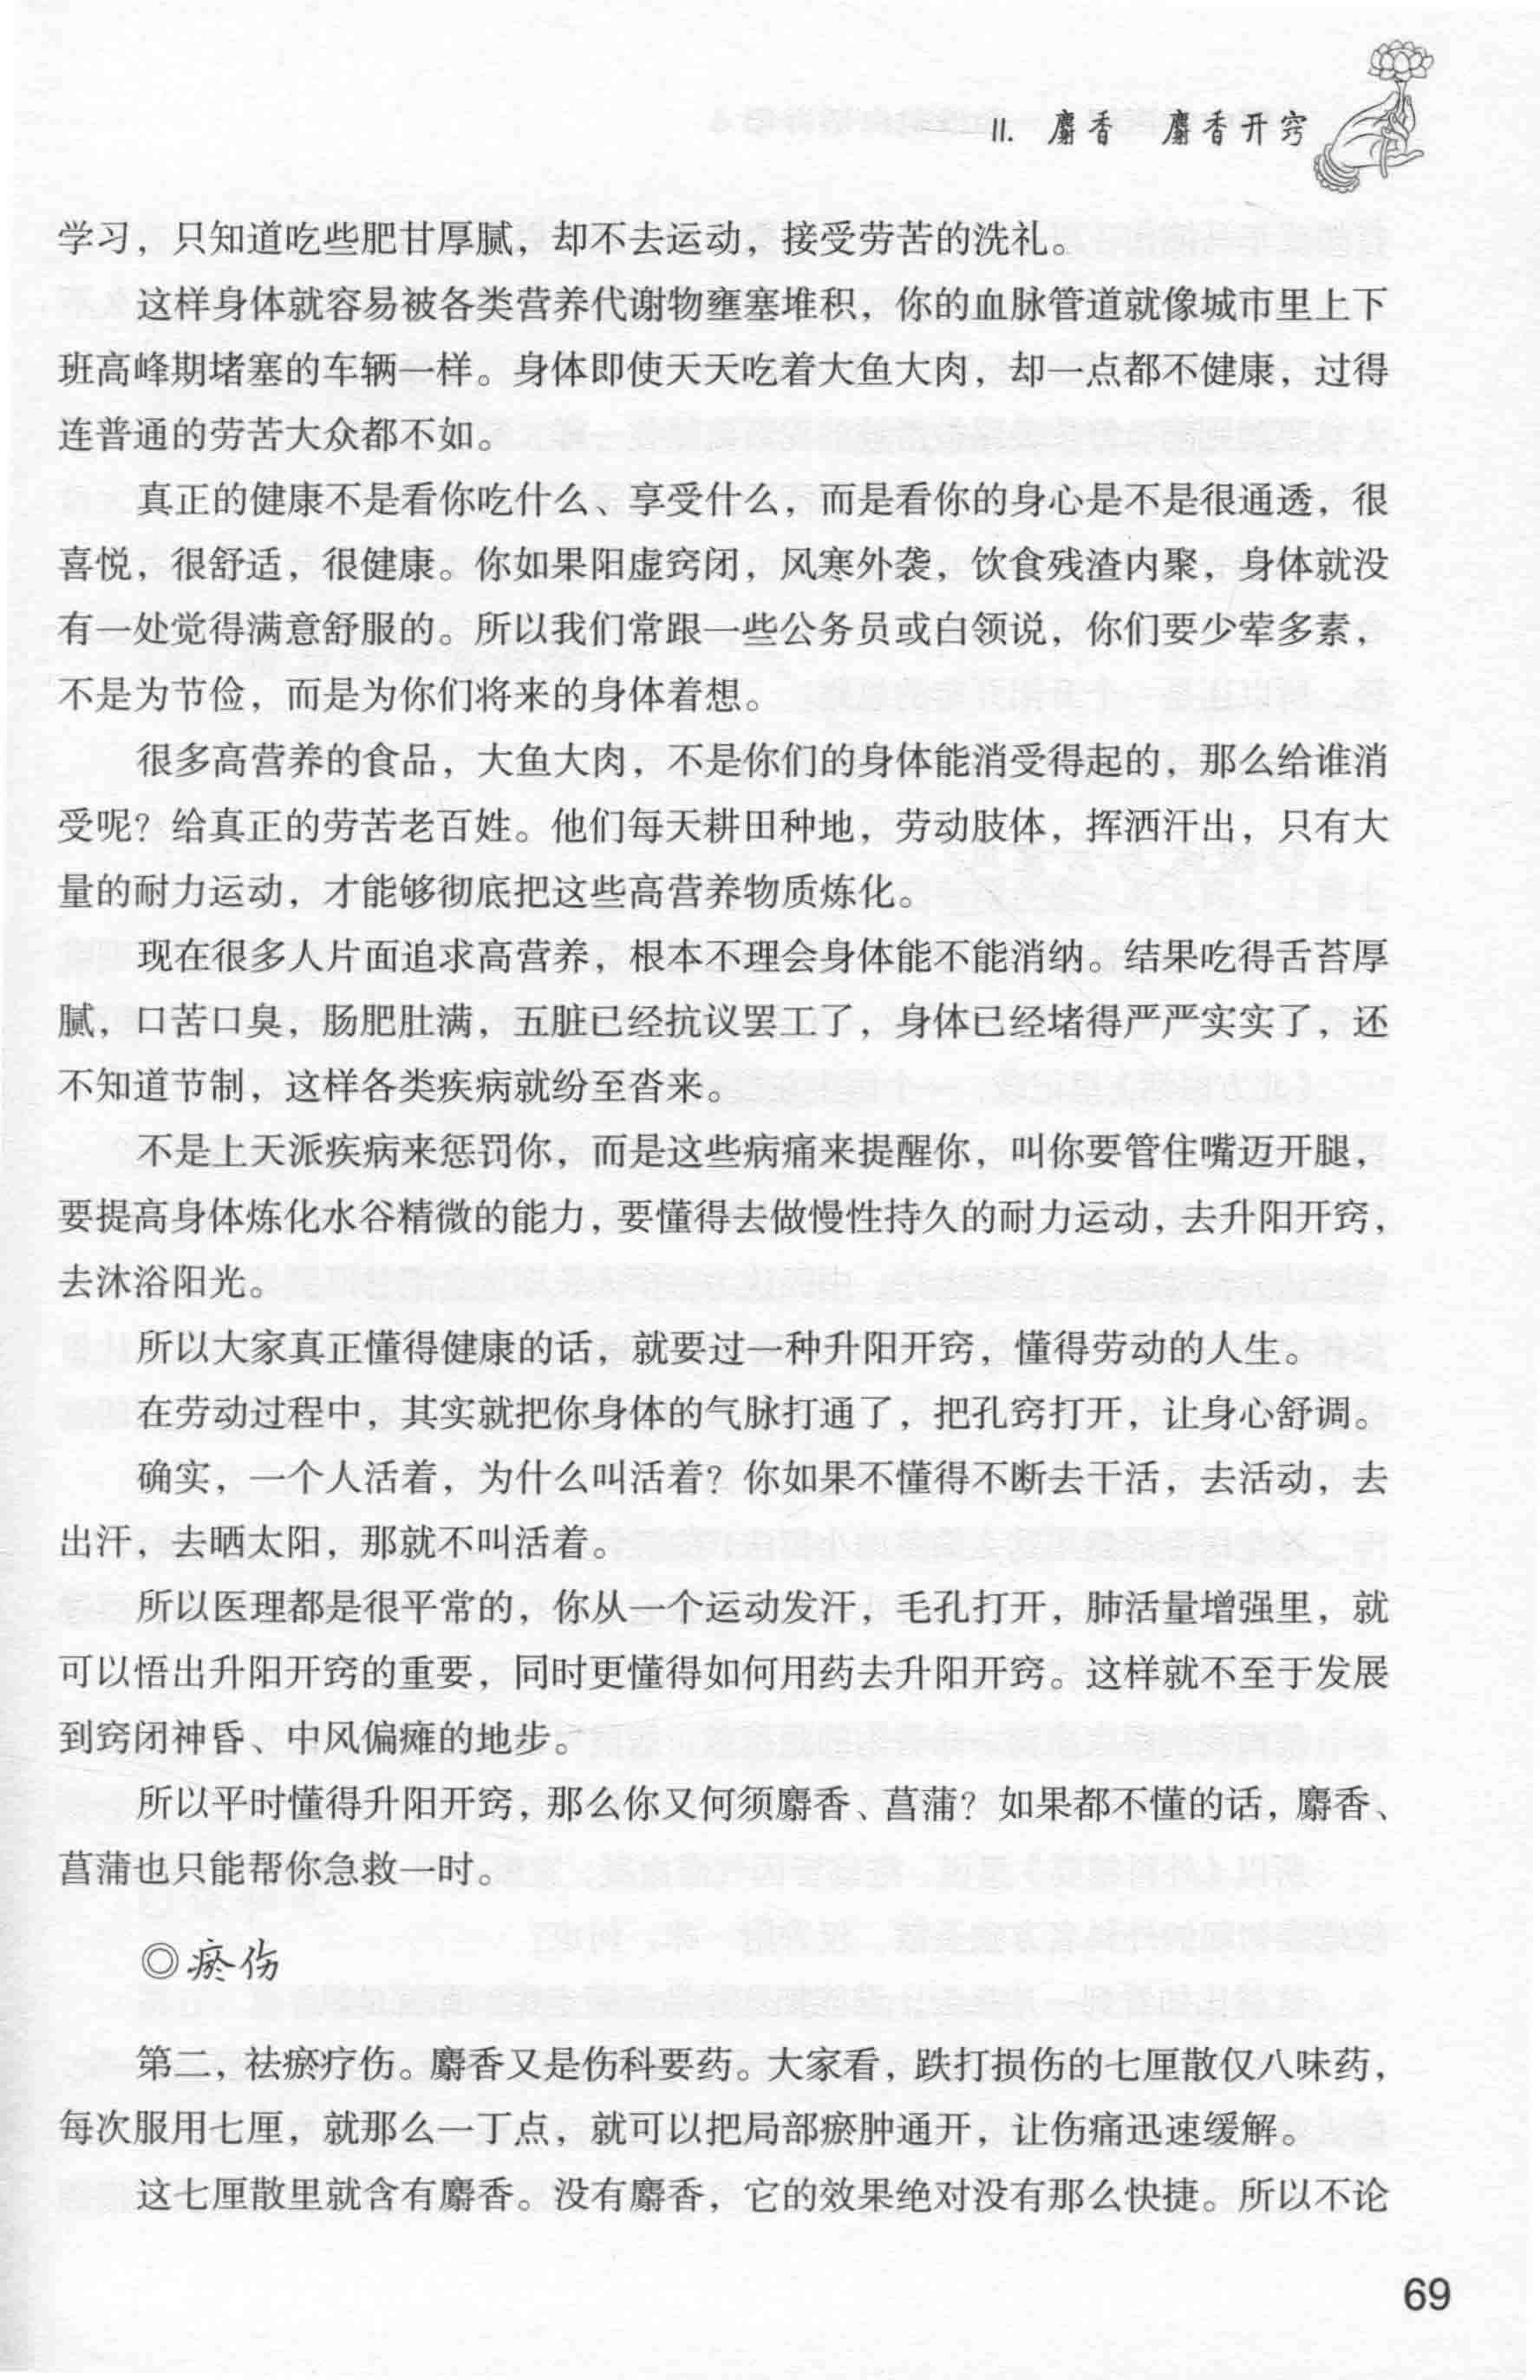 11. 麝香　麝香开窍
学习，只知道吃些肥甘厚腻，却不去运动，接受劳苦的洗礼。
这样身体就容易被各类营养代谢物壅塞堆积，你的血脉管道就像城市里上下
班高峰期堵塞的车辆一样。身体即使天天吃着大鱼大肉，却一点都不健康，过得
连普通的劳苦大众都不如。
真正的健康不是看你吃什么、享受什么，而是看你的身心是不是很通透，很
喜悦，很舒适，很健康。你如果阳虚窍闭，风寒外袭，饮食残渣内聚，身体就没
有一处觉得满意舒服的。所以我们常跟一些公务员或白领说，你们要少荤多素，
不是为节俭，而是为你们将来的身体着想。
很多高营养的食品，大鱼大肉，不是你们的身体能消受得起的，那么给谁消
受呢？给真正的劳苦老百姓。他们每天耕田种地，劳动肢体，挥洒汗出，只有大
量的耐力运动，才能够彻底把这些高营养物质炼化。
现在很多人片面追求高营养，根本不理会身体能不能消纳。结果吃得舌苔厚
腻，口苦口臭，肠肥肚满，五脏已经抗议罢工了，身体已经堵得严严实实了，还
不知道节制，这样各类疾病就纷至沓来。
不是上天派疾病来惩罚你，而是这些病痛来提醒你，叫你要管住嘴迈开腿，
要提高身体炼化水谷精微的能力，要懂得去做慢性持久的耐力运动，去升阳开窍，
去沐浴阳光。
所以大家真正懂得健康的话，就要过一种升阳开窍，懂得劳动的人生。
在劳动过程中，其实就把你身体的气脉打通了，把孔窍打开，让身心舒调。
确实，一个人活着，为什么叫活着？你如果不懂得不断去干活，去活动，去
出汗，去晒太阳，那就不叫活着。
所以医理都是很平常的，你从一个运动发汗，毛孔打开，肺活量增强里，就
可以悟出升阳开窍的重要，同时更懂得如何用药去升阳开窍。这样就不至于发展
到窍闭神昏、中风偏瘫的地步。
所以平时懂得升阳开窍，那么你又何须麝香、菖蒲？如果都不懂的话，麝香、
菖蒲也只能帮你急救一时。
◎瘀伤
第二，祛瘀疗伤。麝香又是伤科要药。大家看，跌打损伤的七厘散仅八味药，
每次服用七厘，就那么一丁点，就可以把局部瘀肿通开，让伤痛迅速缓解。
这七厘散里就含有麝香。没有麝香，它的效果绝对没有那么快捷。所以不论
69